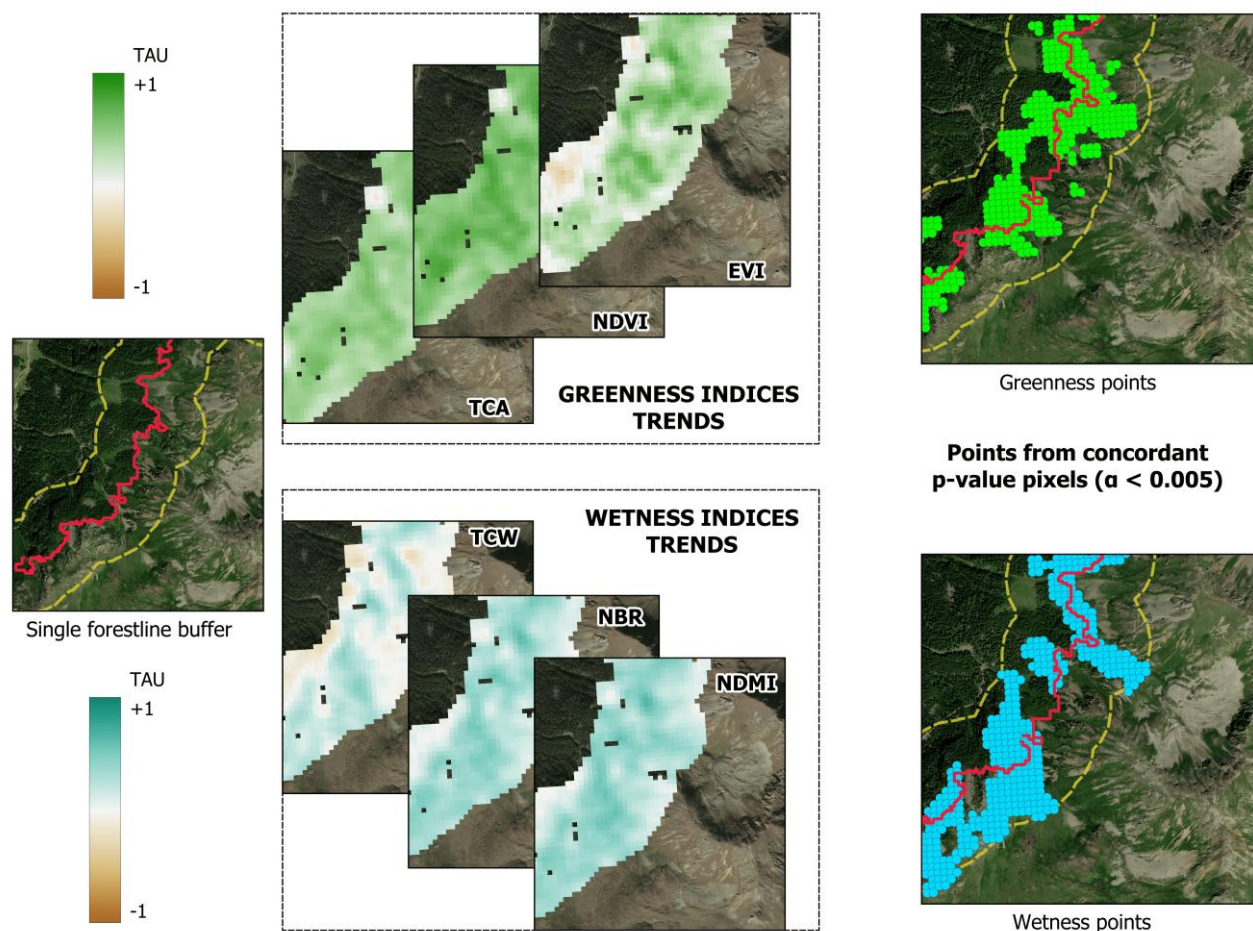 TAU
+1
-1
Single forestline buffer
TAU
+1
-1
EVI
NDVI
TCA
GREENNESS INDICES
TRENDS
WETNESS INDICES
TRENDS
TCW
NBR
NDMI
Greenness points
Points from concordant
p-value pixels (α < 0.005)
Wetness points